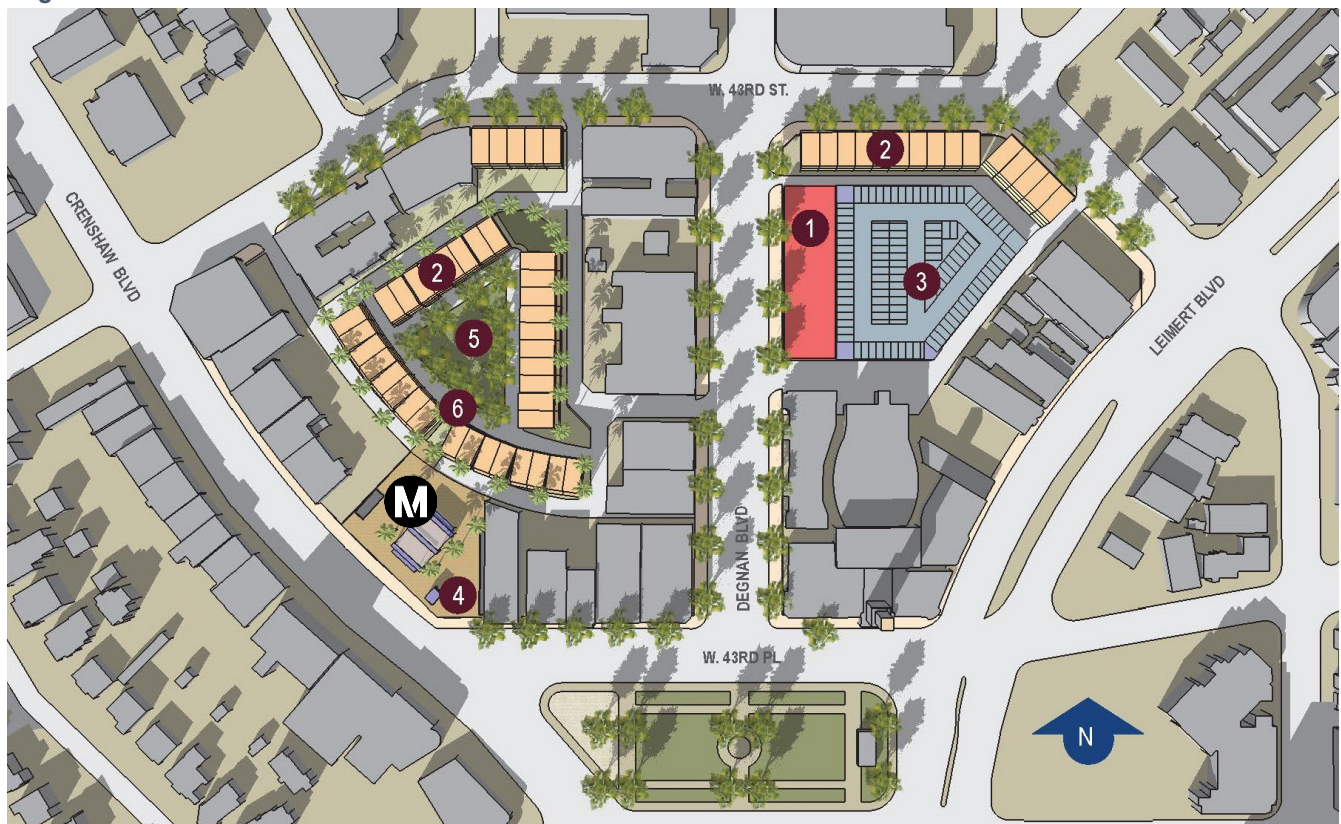 W. 43RD ST.
2
1
CRENSHAW BLVD
2
3
LEIMERT BLVD
5
6
M
DEGNAN BLVD
4
W. 43RD PL
N